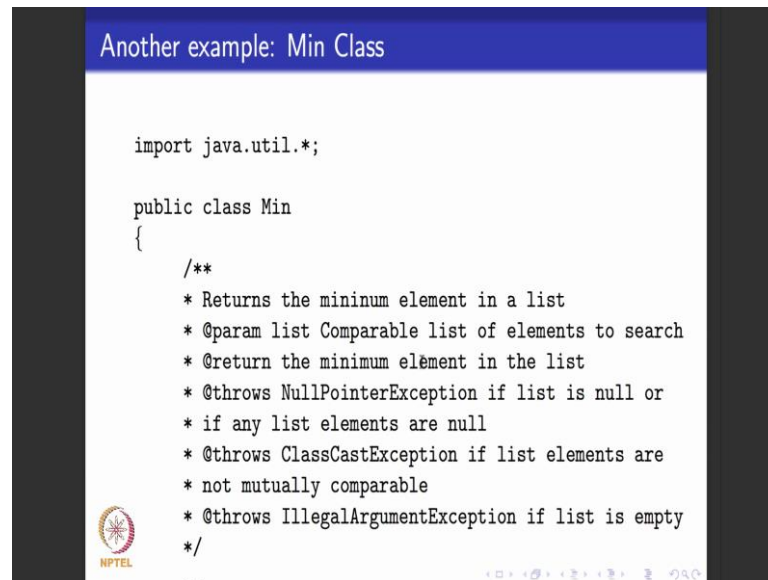 Another example: Min Class
import java.util.*;
public class Min
{
/**
* Returns the mininum element in a list
* @param list Comparable list of elements to search
* @return the minimum element in the list
* @throws NullPointerException if list is null or
* if any list elements are null
* @throws ClassCastException if list elements are
* not mutually comparable
* @throws IllegalArgumentException if list is empty
*/
NPTEL